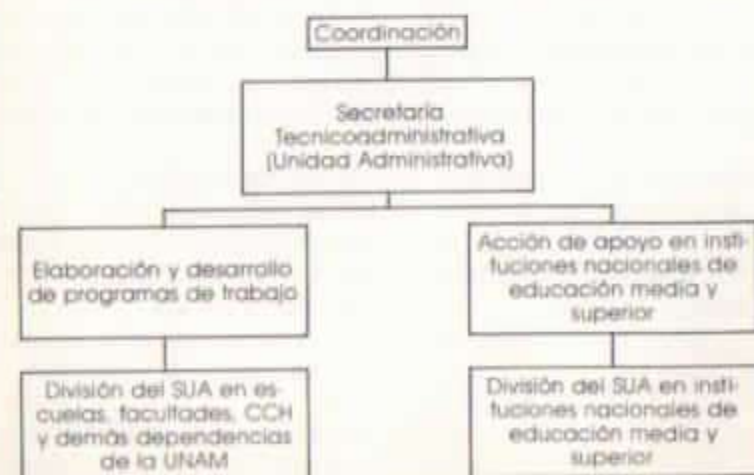 Coordinación
Secretaría
Tecnicoadministrativa
(Unidad Administrativa)
Elaboración y desarrollo
de programas de trabajo
Acción de apoyo en insti-
tuciones nacionales de
educación media y
superior
División del SUA en es-
cuelas, facultades, CCH
y demás dependencias
de la UNAM
División del SUA en insti-
tuciones nacionales de
educación media y
superior